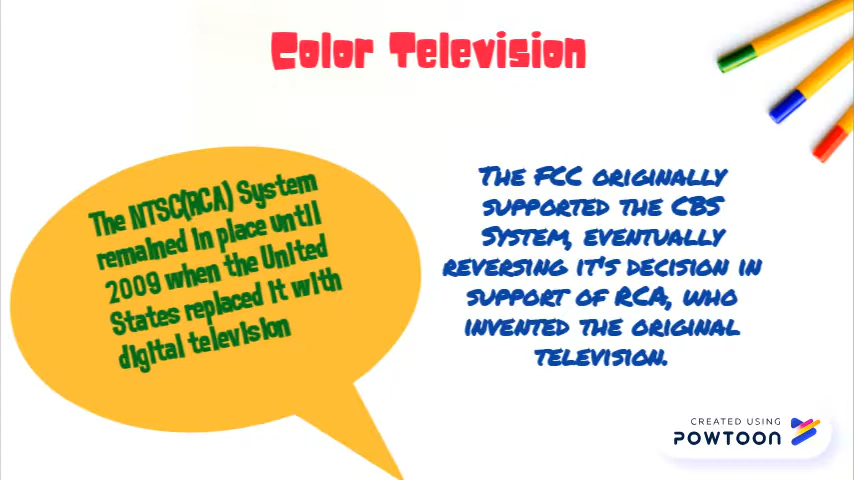 Color Television
The NTSC(RCA) System
remained in place until
2009 when the United
States replaced it with
digital television
THE FCC ORIGINALLY
SUPPORTED THE CBS
SYSTEM, EVENTUALLY
REVERSING IT'S DECISION IN
SUPPORT OF RCA, WHO
INVENTED THE ORIGINAL
TELEVISION.
CREATED USING
POWTOON